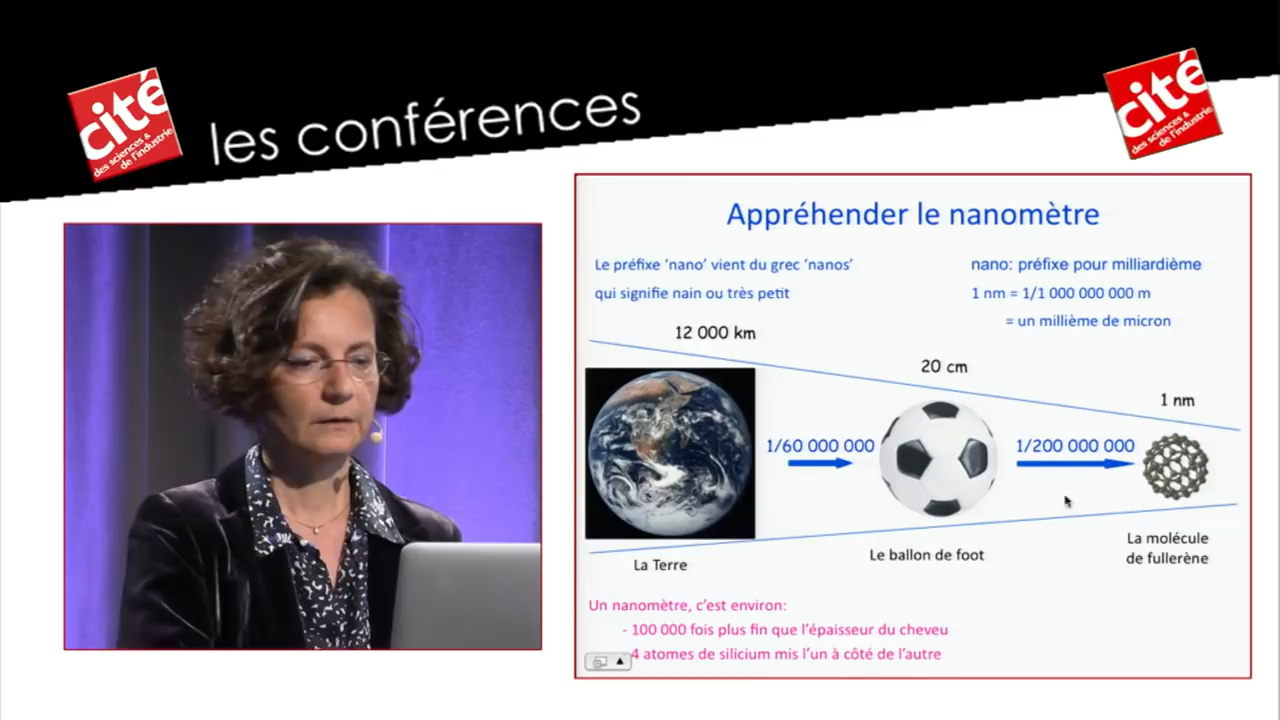 cité
des sciences &
de l'industrie
les conférences
cité
des sciences &
de l'industrie
Appréhender le nanomètre
Le préfixe ‘nano’ vient du grec ‘nanos’
qui signifie nain ou très petit
nano: préfixe pour milliardième
1 nm = 1/1 000 000 000 m
= un millième de micron
12 000 km
20 cm
1 nm
1/60 000 000
1/200 000 000
La Terre
Le ballon de foot
La molécule
de fullerène
Un nanomètre, c’est environ:
- 100 000 fois plus fin que l’épaisseur du cheveu
4 atomes de silicium mis l’un à côté de l’autre